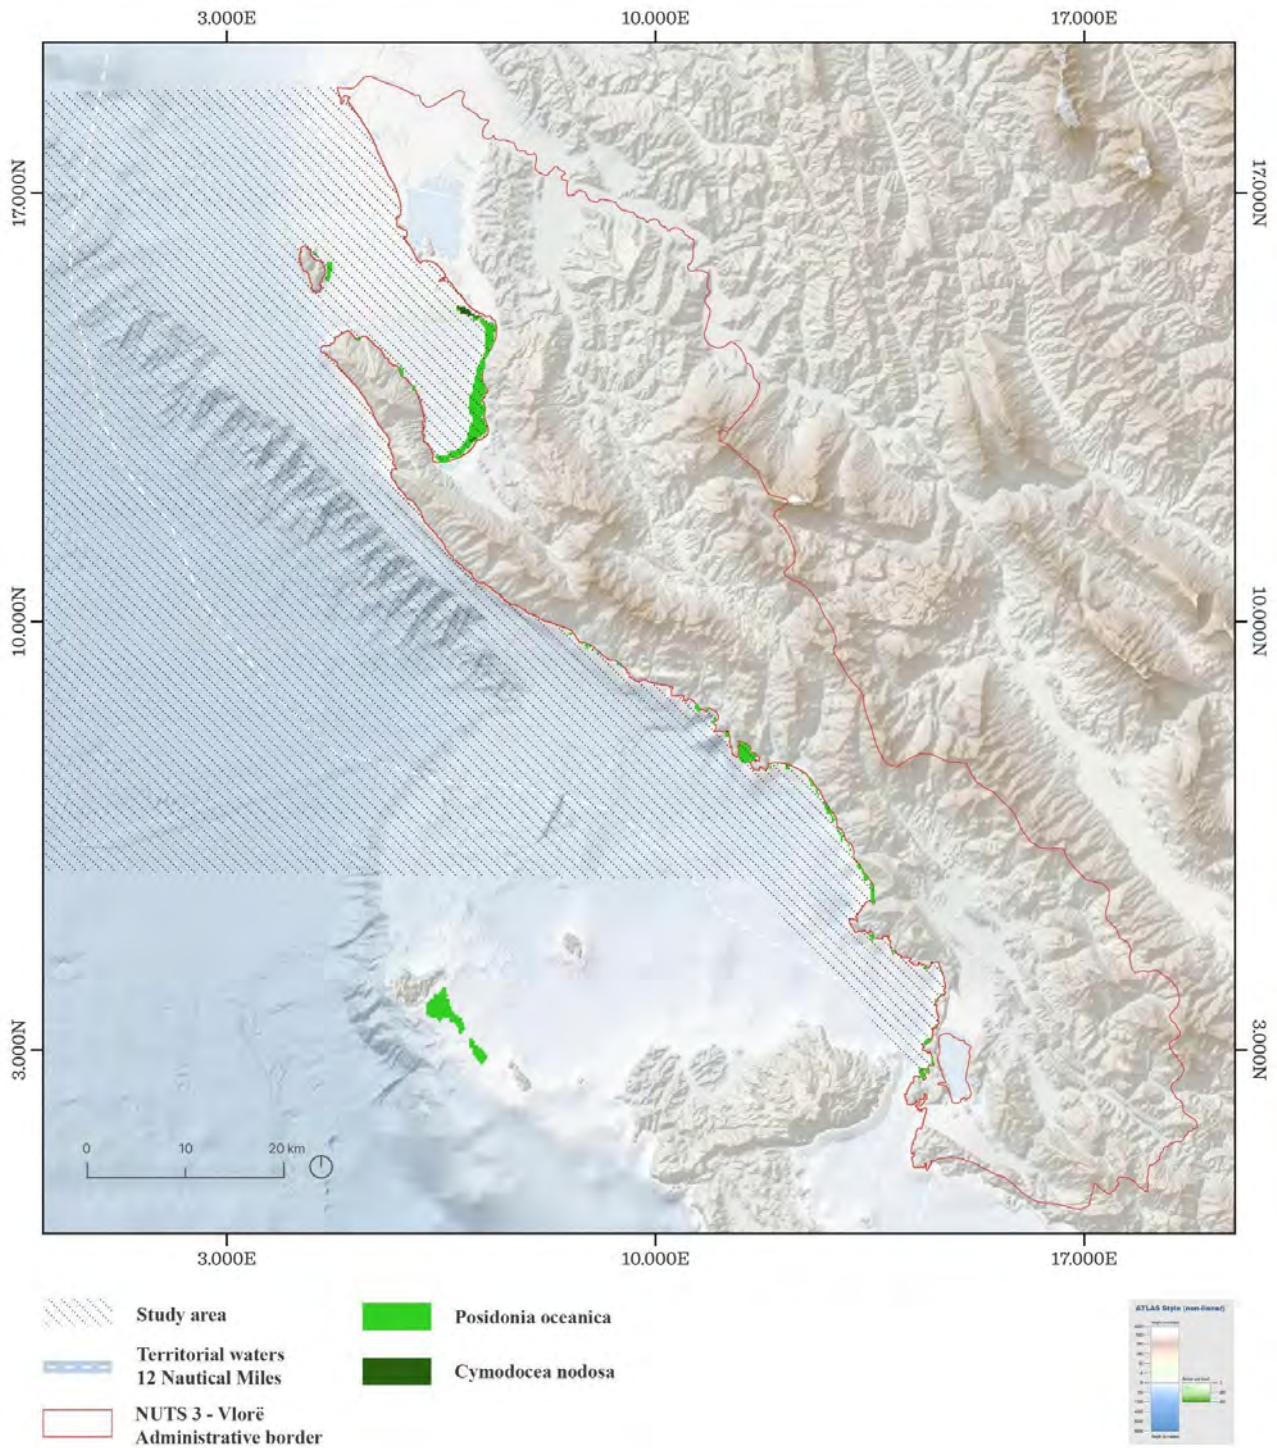 3.000E 10.000E 17.000E
17.000N 17.000N
10.000N 10.000N
3.000N 3.000N
0 10 20 km
3.000E 10.000E 17.000E
Study area
Territorial waters
12 Nautical Miles
NUTS 3 - Vlorë
Administrative border
Posidonia oceanica
Cymodocea nodosa
ATLAS Style (non-linear)